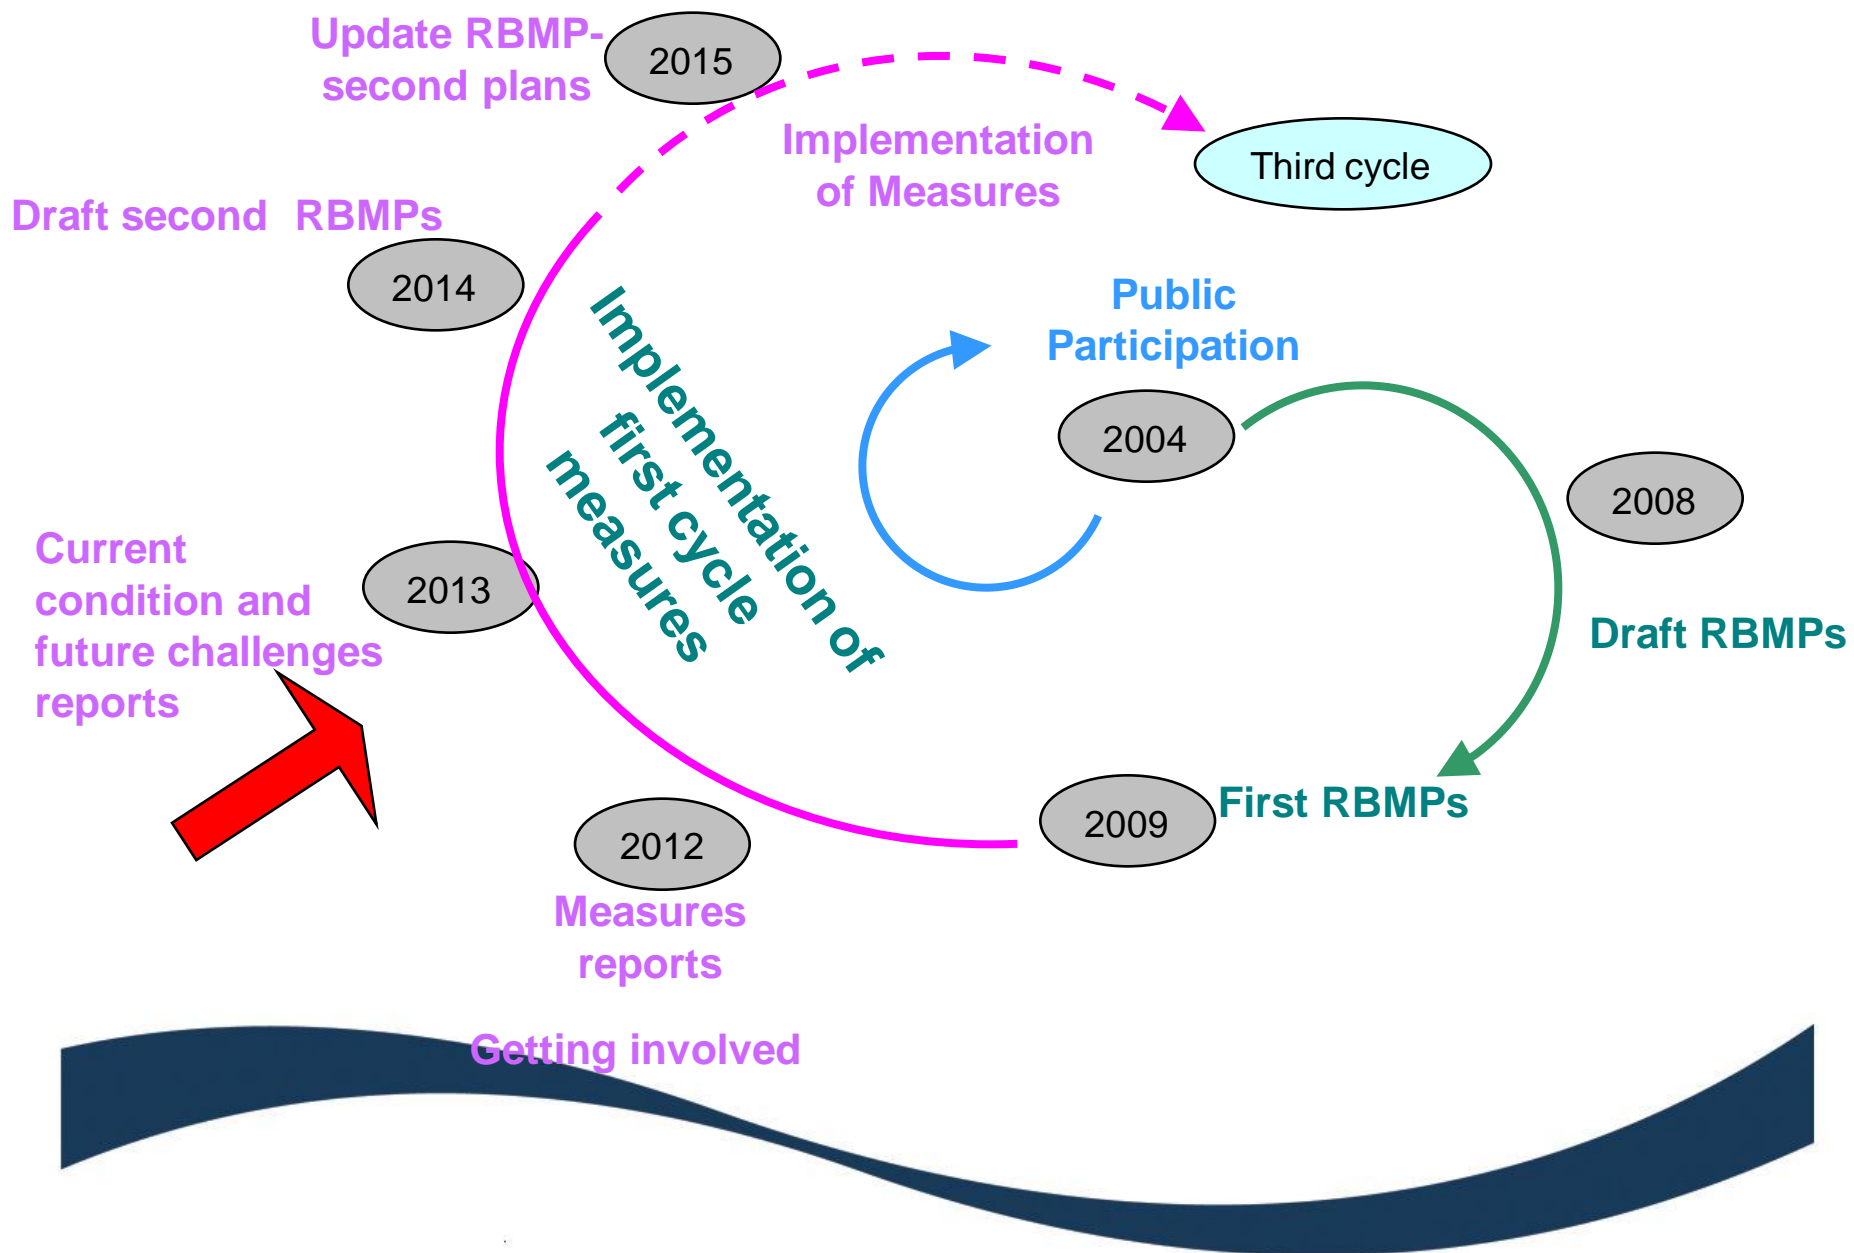 Update RBMP-
second plans
2015
Implementation
of Measures
Third cycle
Draft second  RBMPs
2014
Public
Participation
2004
2008
Implementation of
first cycle
measures
Current
condition and
future challenges
reports
2013
Draft RBMPs
First RBMPs
2009
2012
Measures
reports
Getting involved